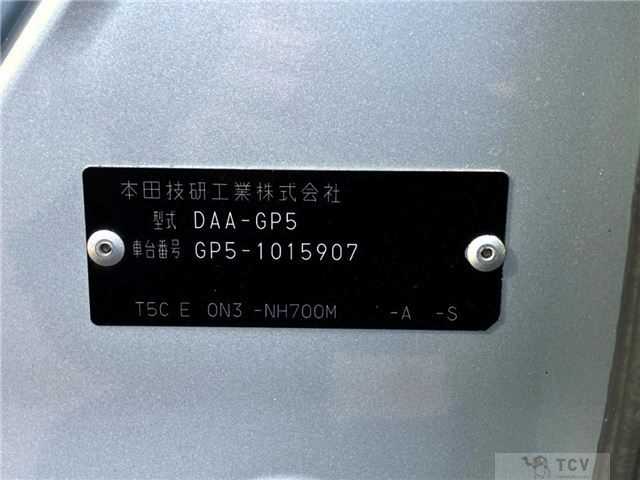 本田技研工業株式会社
型式 DAA-GP5
車台番号 GP5-1015907
T5C E ON3 -NH700M -A -S
TCV